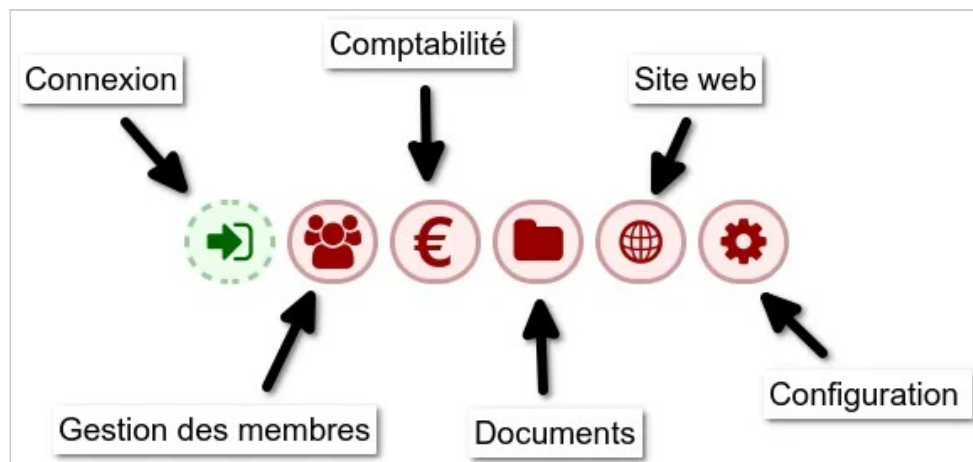 Comptabilité
Connexion
Site web
€
Configuration
Gestion des membres
Documents